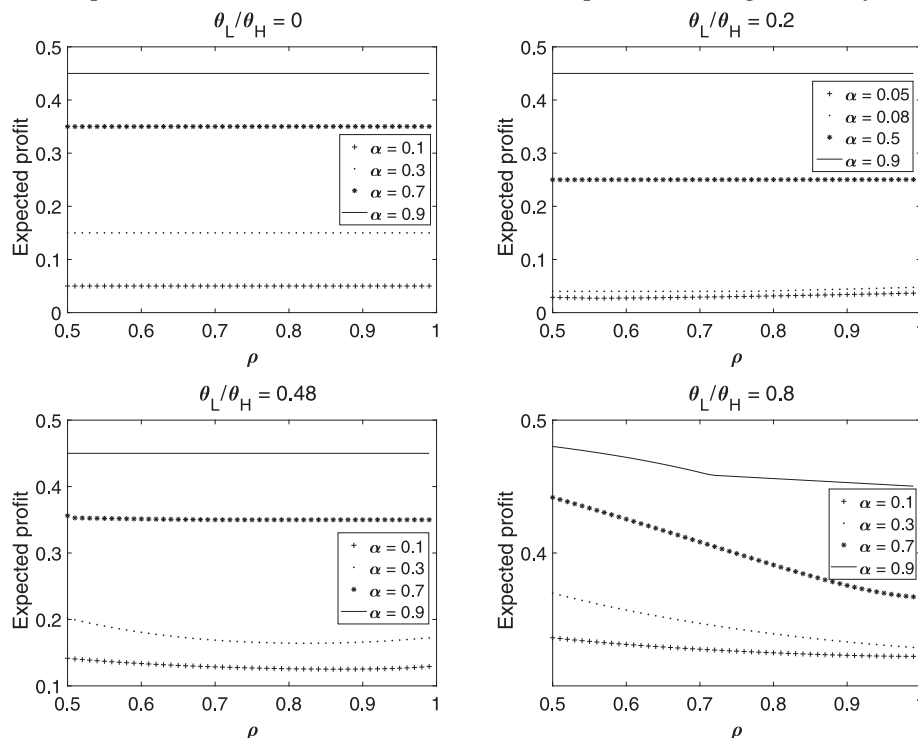 θL/θH = 0
0.5
0.4
0.3
0.2
0.1
0
Expected profit
α = 0.1
α = 0.3
α = 0.7
α = 0.9
0.5 0.6 0.7 0.8 0.9 1
ρ
θL/θH = 0.2
0.5
0.4
0.3
0.2
0.1
0
Expected profit
α = 0.05
α = 0.08
α = 0.5
α = 0.9
0.5 0.6 0.7 0.8 0.9 1
ρ
θL/θH = 0.48
0.5
0.4
0.3
0.2
0.1
Expected profit
α = 0.1
α = 0.3
α = 0.7
α = 0.9
0.5 0.6 0.7 0.8 0.9 1
ρ
θL/θH = 0.8
0.5
0.4
Expected profit
α = 0.1
α = 0.3
α = 0.7
α = 0.9
0.5 0.6 0.7 0.8 0.9 1
ρ